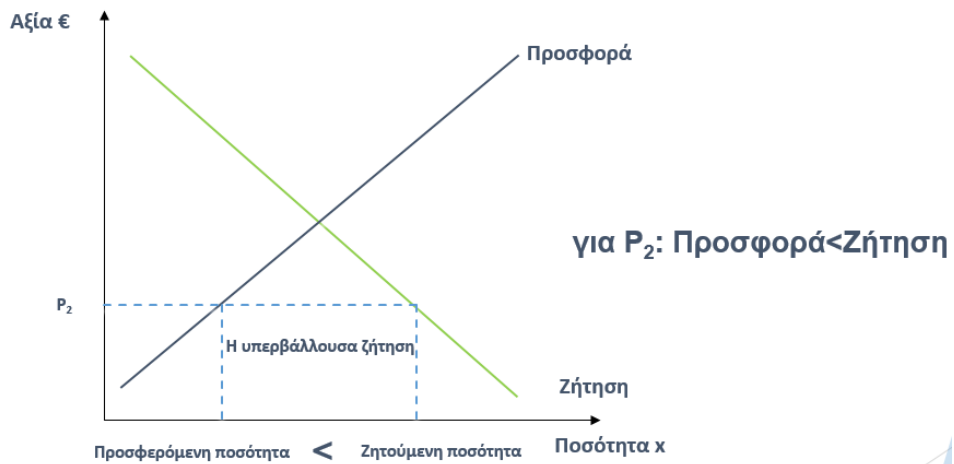 Αξία €
Προσφορά
για P₂: Προσφορά<Ζήτηση
P₂
Η υπερβάλλουσα ζήτηση
Ζήτηση
Προσφερόμενη ποσότητα < Ζητούμενη ποσότητα
Ποσότητα x